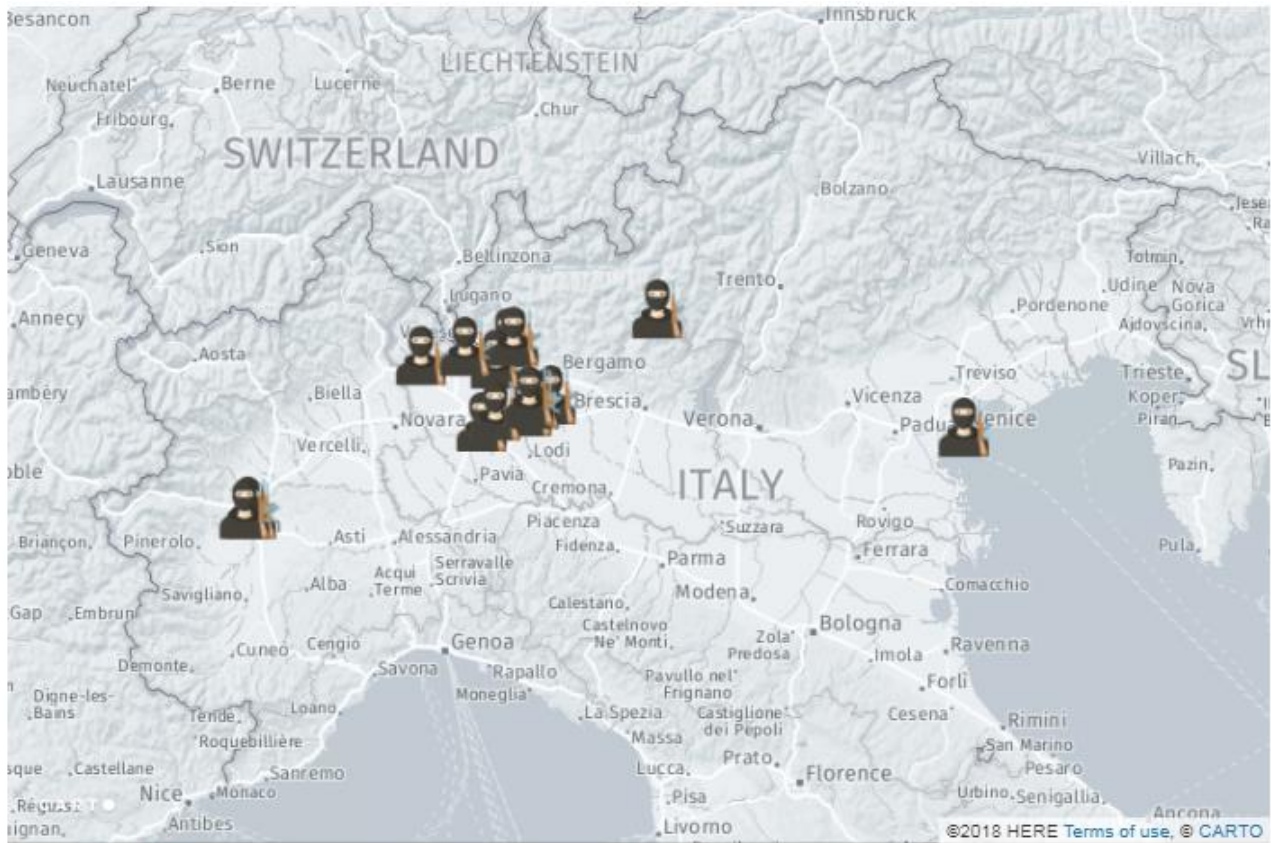 Besancon
Innsbruck
LIECHTENSTEIN
Neuchatel
Berne
Lucerne
Chur
Fribourg
SWITZERLAND
Villach
Lausanne
Bolzano
Geneva
Sion
Bellinzona
Tolmin
Trento
Udine
Nova
Gorica
Lugano
Pordenone
Annecy
Ajdovscina
Aosta
Bergamo
Treviso
Trieste
SL
Biella
Koper
Brescia
Vicenza
Piran
Novara
Verona
Padu
enice
Vercelli
Lodi
Pazin
Pavia
ITALY
Cremona
Piacenza
Suzzara
Rovigo
Briançon
Pinerolo
Asti
Alessandria
Fidenza
Ferrara
Pula
Parma
Acqui
Terme
Serravalle
Scrivia
Alba
Savigliano
Modena
Comacchio
Gap
Embrun
Calestano
Castelnovo
Ne' Monti
Bologna
Zola
Predosa
Cuneo
Cengio
Genoa
Ravenna
Imola
Demonte
Savona
Rapallo
Pavullo nel
Frignano
Moneglia
Forlì
Digne-les-
Bains
Tende
Loano
La Spezia
Castiglione
dei Pepoli
Cesena
Rimini
Roquebillière
Massa
San Marino
Castellane
Sanremo
Lucca
Prato
Florence
Pesaro
Nice
Monaco
Pisa
Urbino
Senigallia
Antibes
Livorno
Ancona
©2018 HERE Terms of use, © CARTO